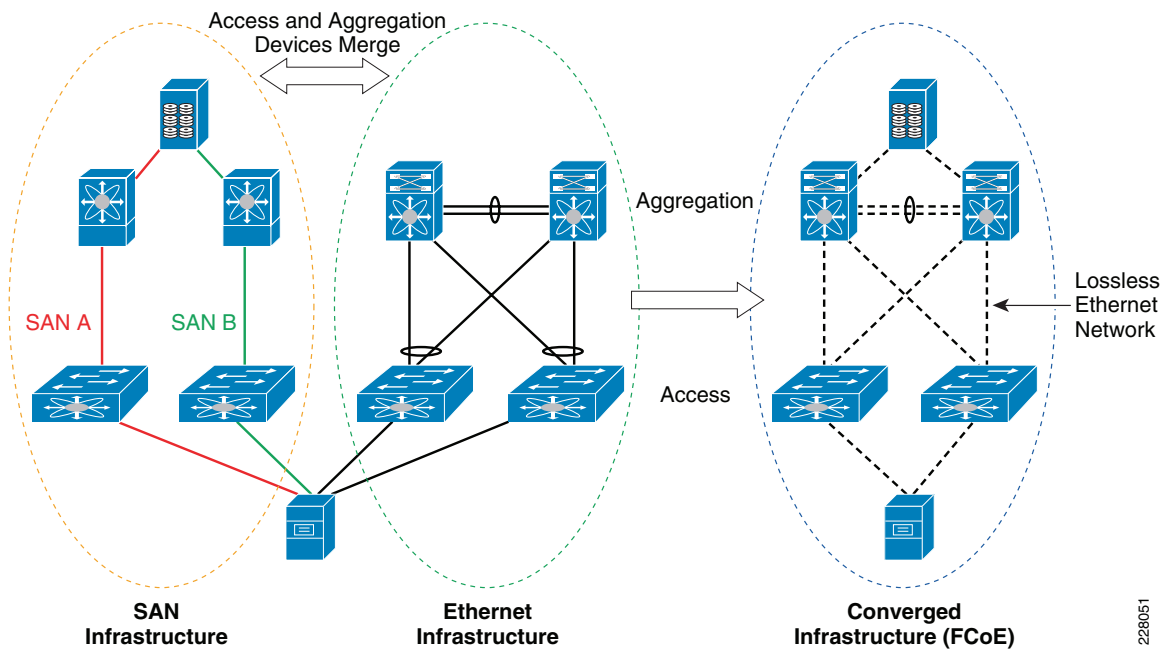 Access and Aggregation
Devices Merge
Aggregation
SAN A
SAN B
Lossless
Ethernet
Network
Access
SAN
Infrastructure
Ethernet
Infrastructure
Converged
Infrastructure (FCoE)
228051